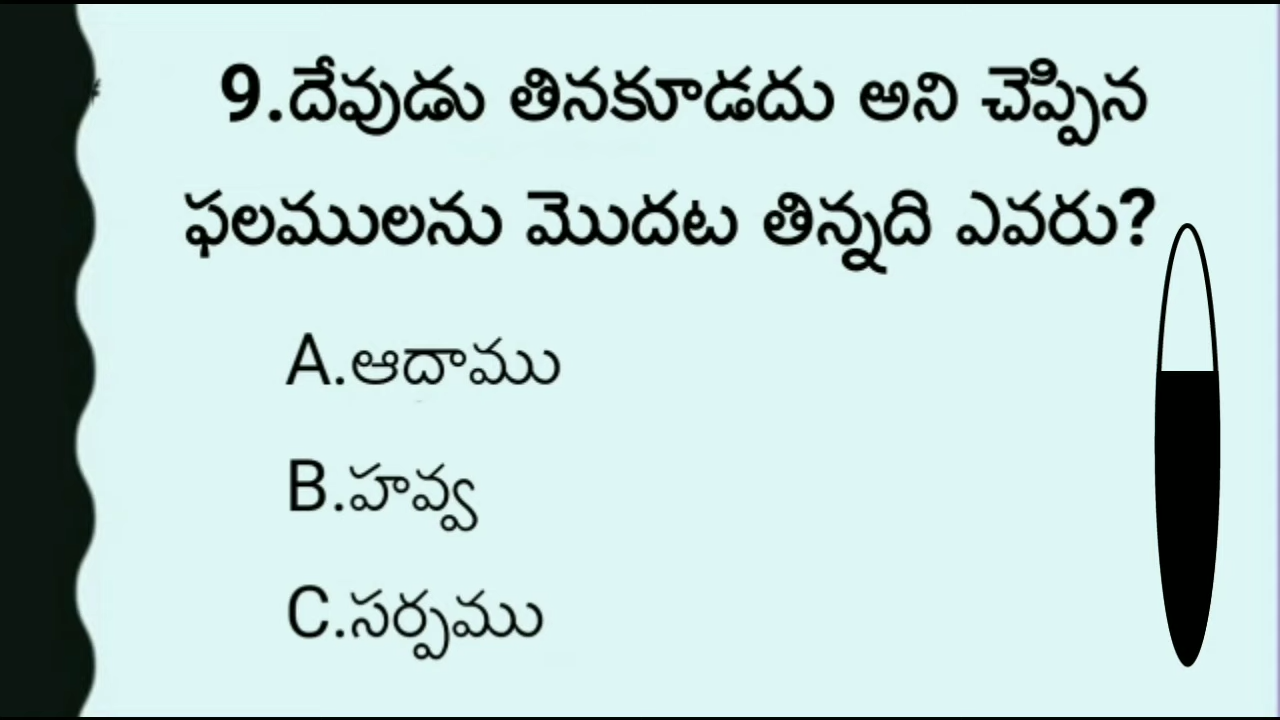 9.దేవుడు తినకూడదు అని చెప్పిన
ఫలములను మొదట తిన్నది ఎవరు?
A.ఆదాము
B.హవ్వ
C.సర్పము